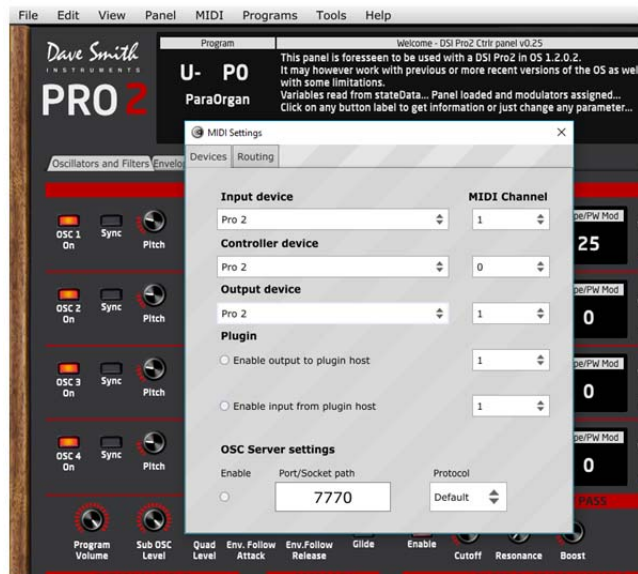 File Edit View Panel MIDI Programs Tools Help
Dave Smith
INSTRUMENTS
PRO 2
Program
U- P0
ParaOrgan
Welcome - DSI Pro2 Ctrlr panel v0.25
This panel is foresseen to be used with a DSI Pro2 in OS 1.2.0.2.
It may however work with previous or more recent versions of the OS as wel
with some limitations.
Variables read from stateData... Panel loaded and modulators assigned...
Click on any button label to get information or just change any parameter...
MIDI Settings
Devices Routing
Oscillators and Filters Envelo
Input device MIDI Channel
Pro 2 1
Controller device
Pro 2 0
Output device
Pro 2 1
Plugin
Enable output to plugin host 1
Enable input from plugin host 1
OSC Server settings
Enable Port/Socket path Protocol
7770 Default
OSC 1 On Sync Pitch
pe/PW Mod
25
OSC 2 On Sync Pitch
pe/PW Mod
0
OSC 3 On Sync Pitch
pe/PW Mod
0
OSC 4 On Sync Pitch
pe/PW Mod
0
PASS
Program Volume Sub OSC Level Quad Level Env. Follow Attack Env.Follow Release Glide Enable Cutoff Resonance Boost